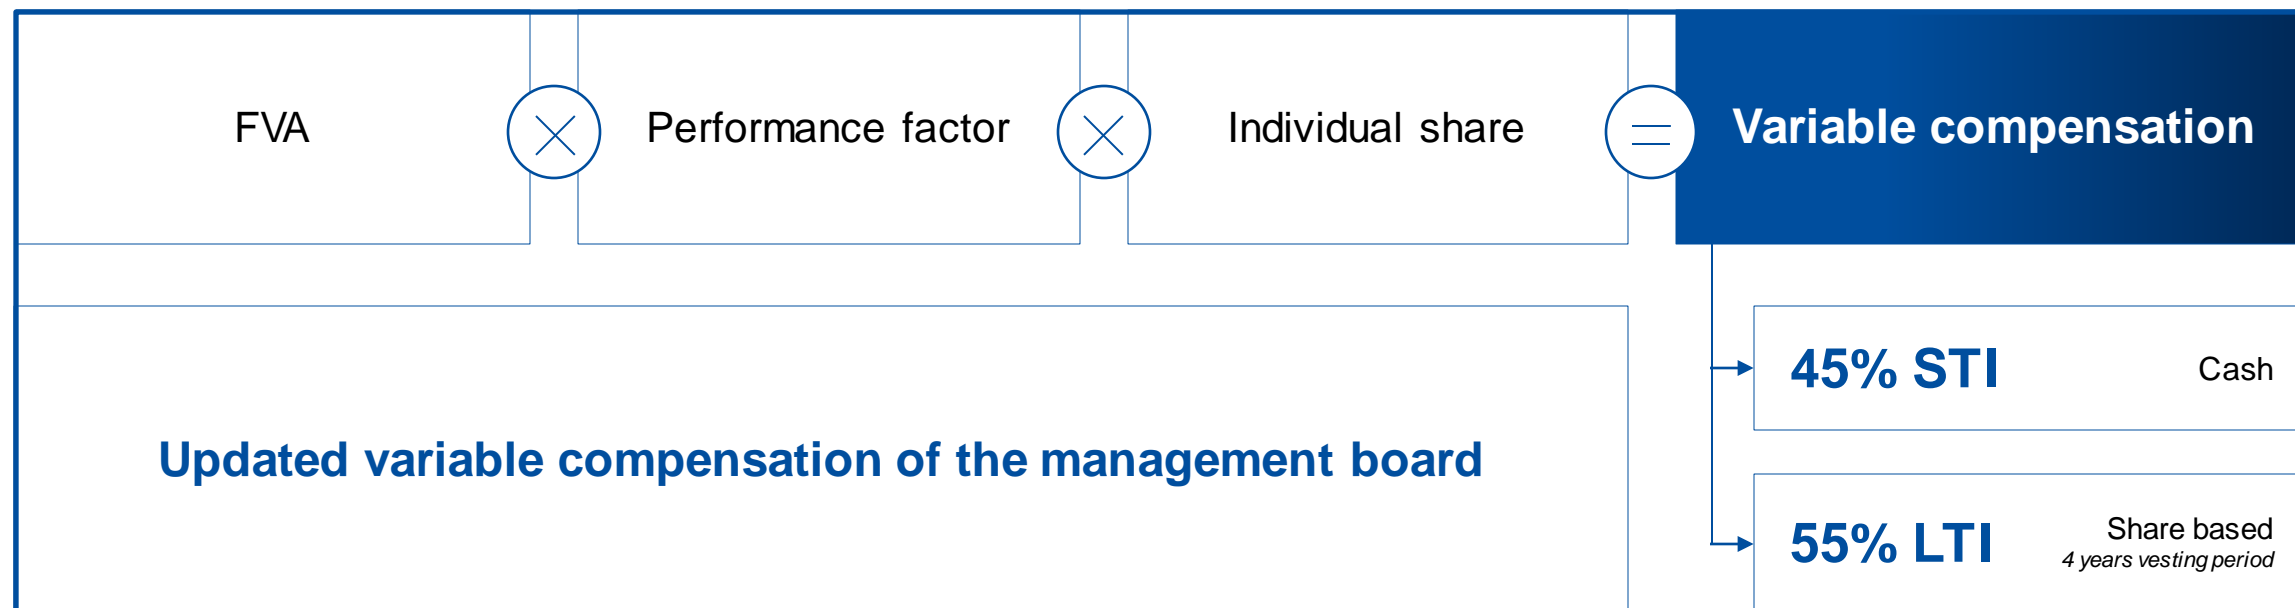 FVA
Performance factor
Individual share
Variable compensation
Updated variable compensation of the management board
45% STI
Cash
55% LTI
Share based
4 years vesting period